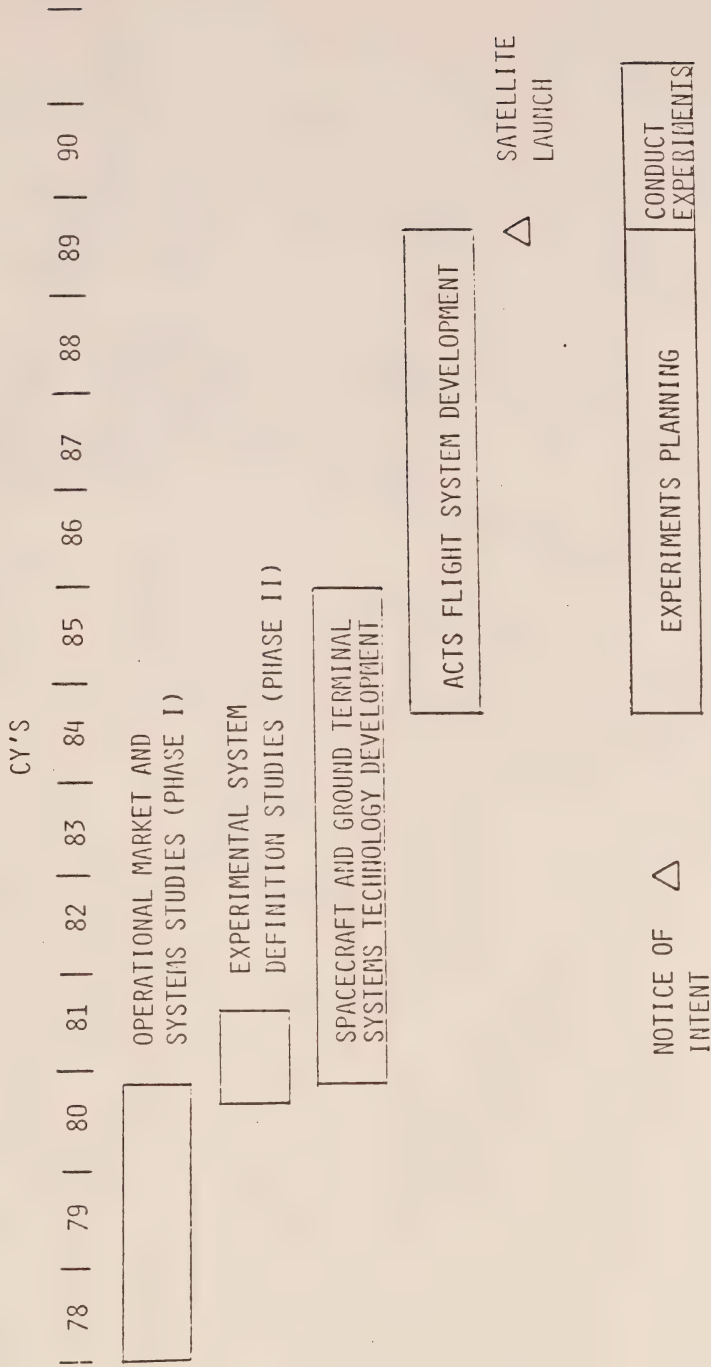 CY'S
78 | 79 | 80 | 81 | 82 | 83 | 84 | 85 | 86 | 87 | 88 | 89 | 90 |
OPERATIONAL MARKET AND
SYSTEMS STUDIES (PHASE I)
EXPERIMENTAL SYSTEM
DEFINITION STUDIES (PHASE II)
SPACECRAFT AND GROUND TERMINAL
SYSTEMS TECHNOLOGY DEVELOPMENT
ACTS FLIGHT SYSTEM DEVELOPMENT
SATELLITE
LAUNCH
NOTICE OF
INTENT
EXPERIMENTS PLANNING
CONDUCT
EXPERIMENTS